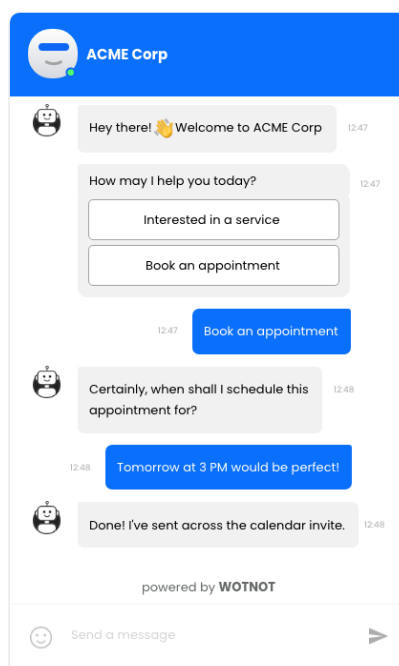 ACME Corp
Hey there! 👋 Welcome to ACME Corp
12:47
How may I help you today?
12:47
Interested in a service
Book an appointment
12:47
Book an appointment
Certainly, when shall I schedule this
12:48
appointment for?
12:48
Tomorrow at 3 PM would be perfect!
Done! I've sent across the calendar invite.
12:48
powered by WOTNOT
Send a message